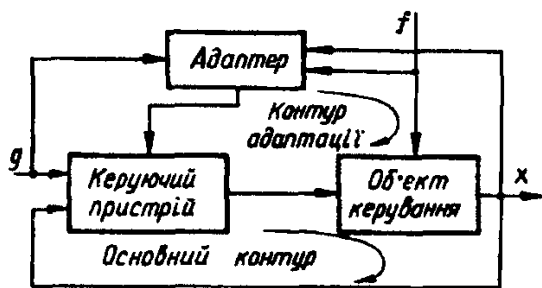 f
Адаптер
Контур
адаптації
g
Керуючий
пристрій
Об'єкт
керування
x
Основний контур